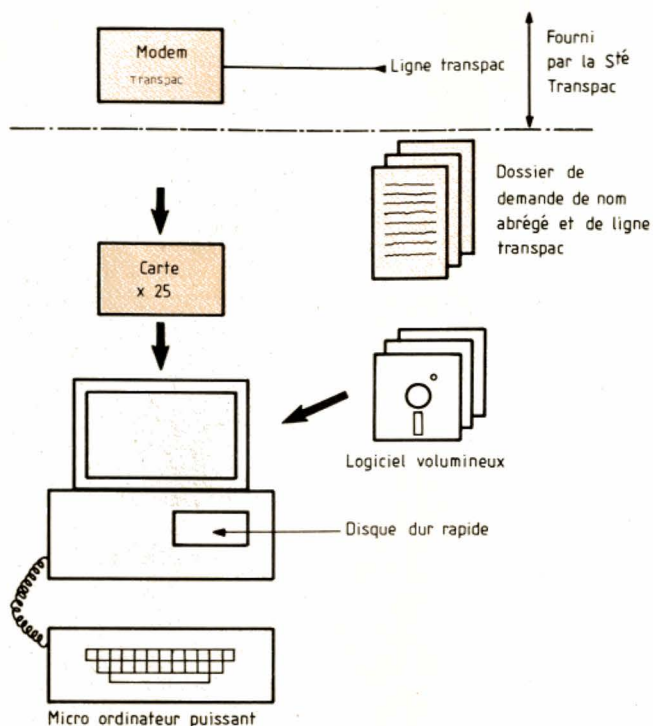 Modem
Transpac
Ligne transpac
Fourni
par la Sté
Transpac
Dossier de
demande de nom
abrégé et de ligne
transpac
Carte
x 25
Logiciel volumineux
Disque dur rapide
Micro ordinateur puissant